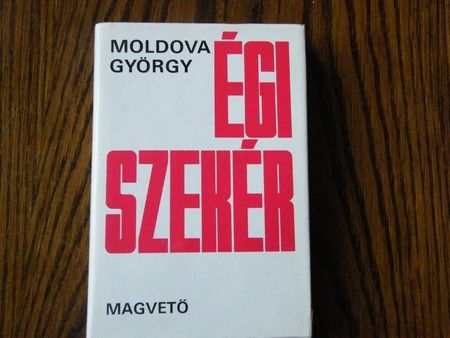 MOLDOVA
GYÖRGY
ÉGI
SZEKÉR
MAGVETŐ